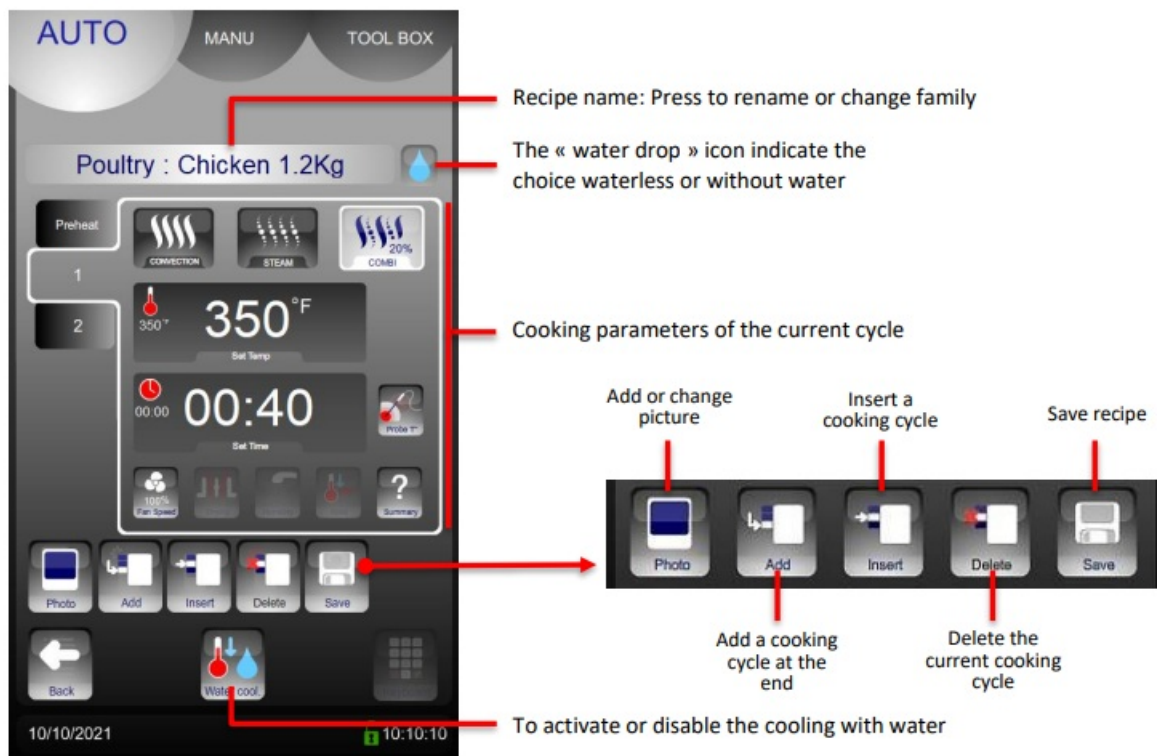 AUTO
MANU
TOOL BOX
Recipe name: Press to rename or change family
Poultry : Chicken 1.2Kg
The « water drop » icon indicate the
choice waterless or without water
Preheat
CONVECTION
STEAM
20%
COMBI
1
2
350°F
350°F
Set Temp
Cooking parameters of the current cycle
00:00
00:40
Set Time
Probe T°
100%
Fan Speed
?
Summary
Photo
Add
Insert
Delete
Save
Add or change
picture
Insert a
cooking cycle
Save recipe
Photo
Add
Insert
Delete
Save
Add a cooking
cycle at the
end
Delete the
current cooking
cycle
Back
Water cool.
To activate or disable the cooling with water
10/10/2021
10:10:10